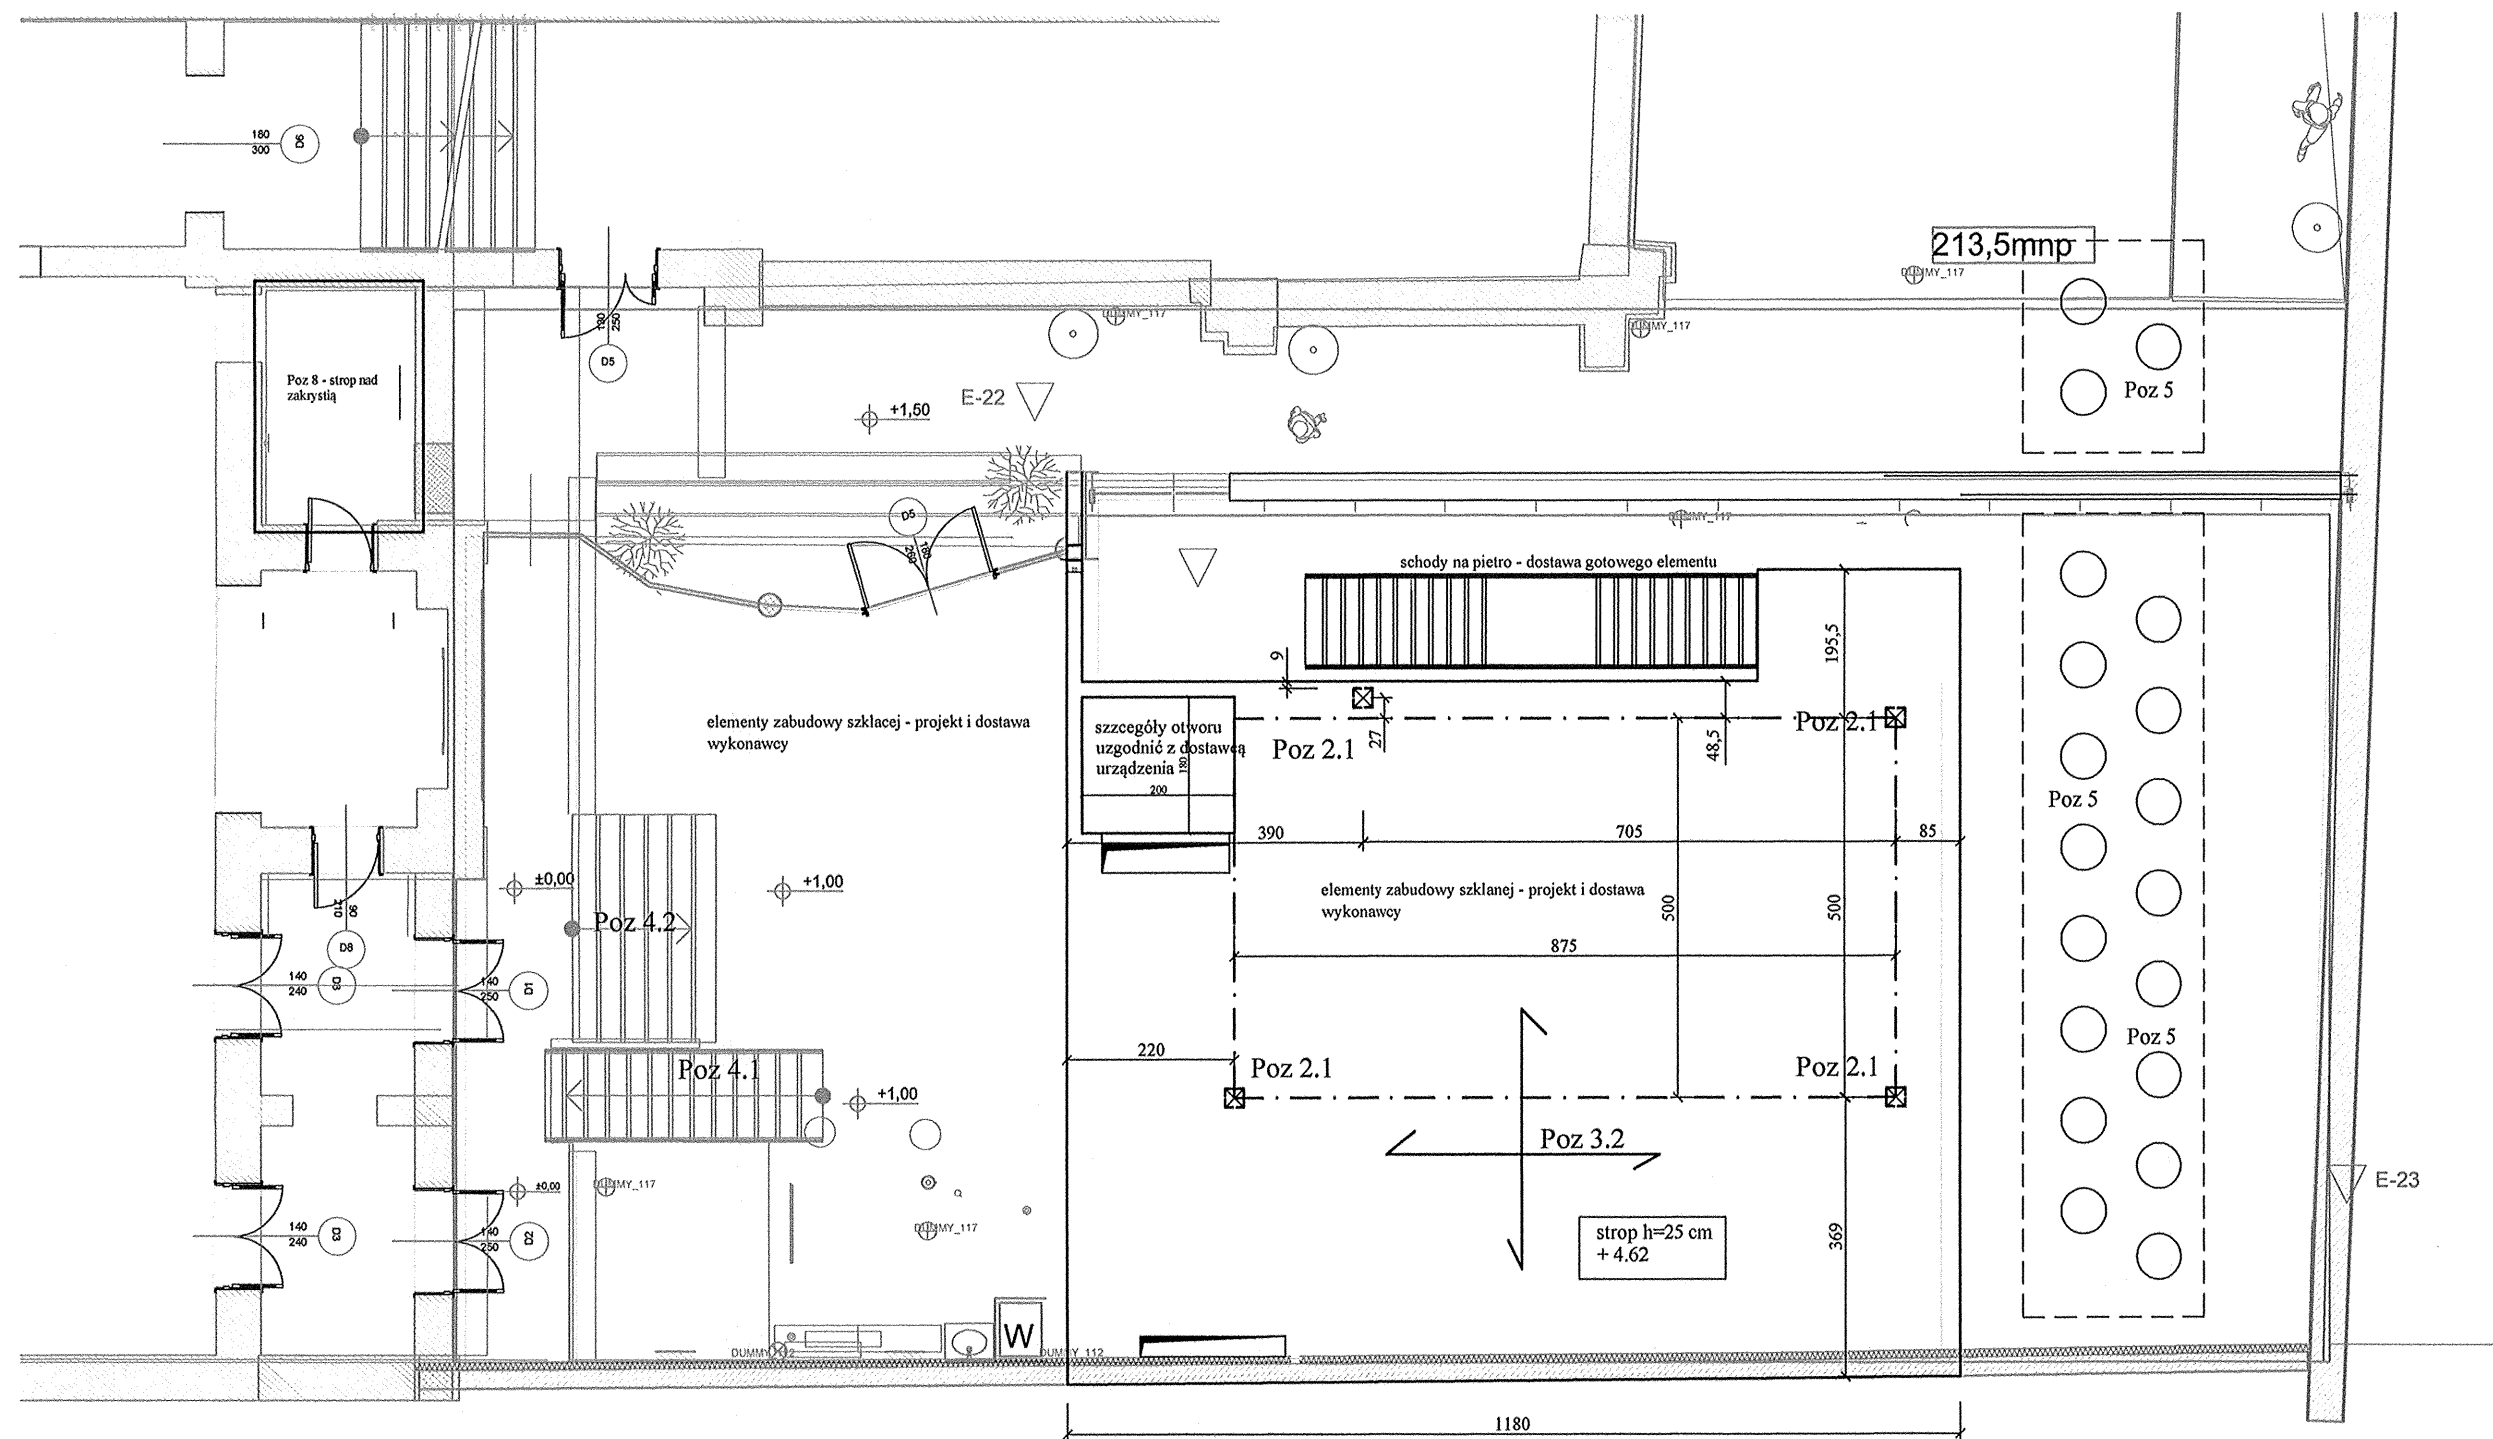 180
300
D6
213,5mnp
DUMMY_117
DUMMY_117
DUMMY_117
180
250
D5
Poz 8 - strop nad
zakrystią
E-22
+1,50
Poz 5
D5
180
DUMMY_117
schody na pietro - dostawa gotowego elementu
195,5
9
elementy zabudowy szklacej - projekt i dostawa
wykonawcy
szzcegóły otworu
uzgodnić z dostawcą
urządzenia
180
200
Poz 2.1
27
48,5
Poz 2.1
Poz 5
390
705
85
±0,00
+1,00
elementy zabudowy szklanej - projekt i dostawa
wykonawcy
90
210
D8
Poz 4.2
500
500
875
140
240
D3
140
250
D1
Poz 5
220
Poz 4.1
+1,00
Poz 2.1
Poz 2.1
Poz 3.2
±0,00
DUMMY_117
DUMMY_117
E-23
140
240
D3
140
250
D2
strop h=25 cm
+ 4.62
369
W
DUMMY_112
DUMMY_112
1180